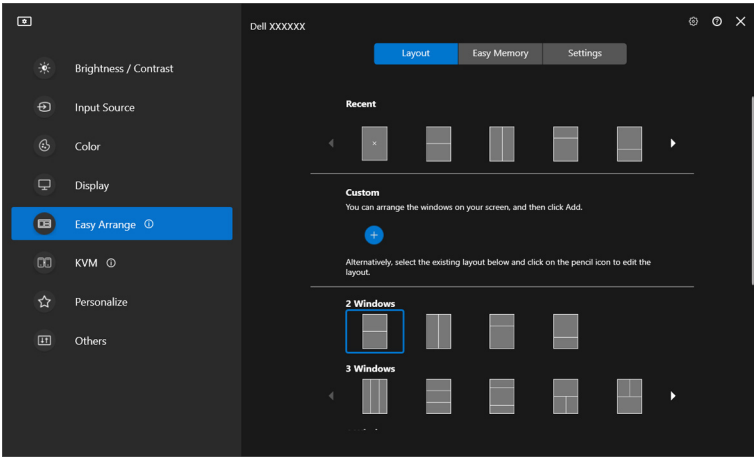 Dell XXXXXX
Brightness / Contrast
Input Source
Color
Display
Easy Arrange
KVM
Personalize
Others
Layout
Easy Memory
Settings
Recent
Custom
You can arrange the windows on your screen, and then click Add.
Alternatively, select the existing layout below and click on the pencil icon to edit the
layout.
2 Windows
3 Windows